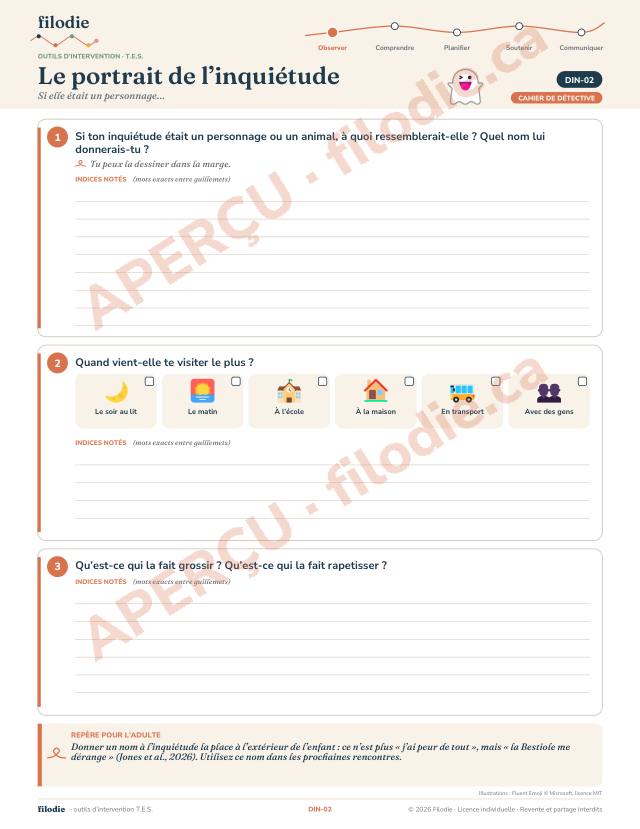 filodie
OUTILS D'INTERVENTION · T.E.S.
Observer
Comprendre
Planifier
Soutenir
Communiquer
Le portrait de l'inquiétude
Si elle était un personnage...
DIN-02
CAHIER DE DÉTECTIVE
1
Si ton inquiétude était un personnage ou un animal, à quoi ressemblerait-elle ? Quel nom lui
donnerais-tu ?
Tu peux la dessiner dans la marge.
INDICES NOTÉS (mots exacts entre guillemets)
APERÇU · filodie.ca
2
Quand vient-elle te visiter le plus ?
Le soir au lit
Le matin
À l'école
À la maison
En transport
Avec des gens
INDICES NOTÉS (mots exacts entre guillemets)
APERÇU · filodie.ca
3
Qu'est-ce qui la fait grossir ? Qu'est-ce qui la fait rapetisser ?
INDICES NOTÉS (mots exacts entre guillemets)
REPÈRE POUR L'ADULTE
Donner un nom à l'inquiétude la place à l'extérieur de l'enfant : ce n'est plus « j'ai peur de tout », mais « la Bestiole me
dérange » (Jones et al., 2026). Utilisez ce nom dans les prochaines rencontres.
Illustrations : Fluent Emoji © Microsoft, licence MIT
filodie · outils d'intervention T.E.S.
DIN-02
© 2026 Filodie · Licence individuelle · Revente et partage interdits